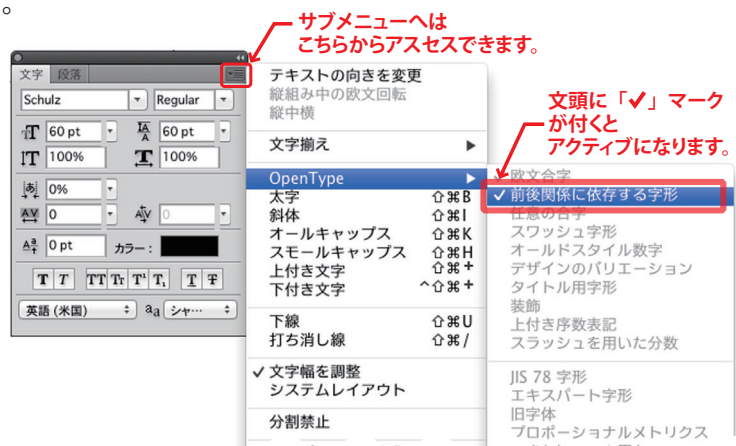 。
サブメニューへは
こちらからアスセスできます。
文字 段落
Schulz Regular
60 pt 60 pt
100% 100%
0%
0 0
0 pt カラー：
T T TT Tr T¹ T₁ T T
英語 (米国) aa シャ…
テキストの向きを変更
縦組み中の欧文回転
縦中横
文字揃え
OpenType
太字 ⇧⌘B
斜体 ⇧⌘I
オールキャップス ⇧⌘K
スモールキャップス ⇧⌘H
上付き文字 ⇧⌘+
下付き文字 ^⇧⌘+
下線 ⇧⌘U
打ち消し線 ⇧⌘/
✓文字幅を調整
システムレイアウト
分割禁止
文頭に「✓」マーク
が付くと
アクティブになります。
✓欧文合字
✓前後関係に依存する字形
任意の合字
スワッシュ字形
オールドスタイル数字
デザインのバリエーション
タイトル用字形
装飾
上付き序数表記
スラッシュを用いた分数
JIS 78 字形
エキスパート字形
旧字体
プロポーショナルメトリクス